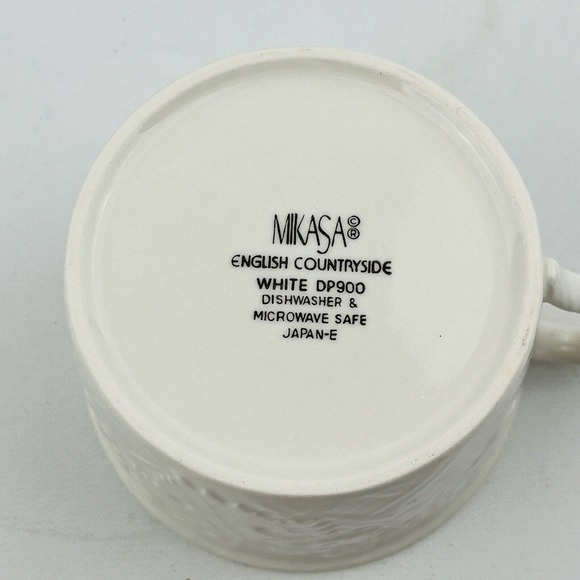 MIKASA©®
ENGLISH COUNTRYSIDE
WHITE DP900
DISHWASHER &
MICROWAVE SAFE
JAPAN-E